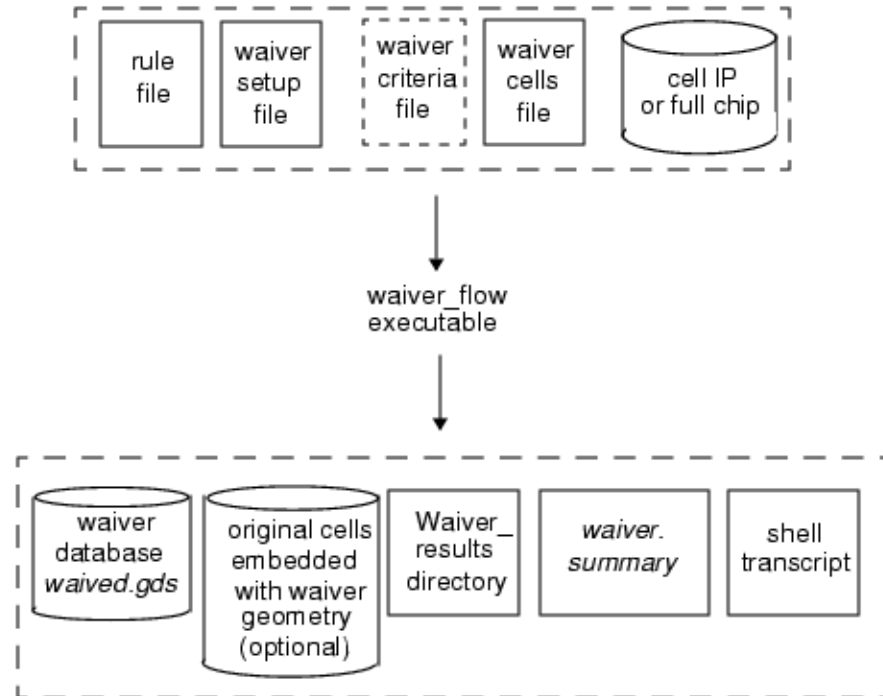 rule
file
waiver
setup
file
waiver
criteria
file
waiver
cells
file
cell IP
or full chip
waiver_flow
executable
waiver
database
waived.gds
original cells
embedded
with waiver
geometry
(optional)
Waiver_
results
directory
waiver.
summary
shell
transcript